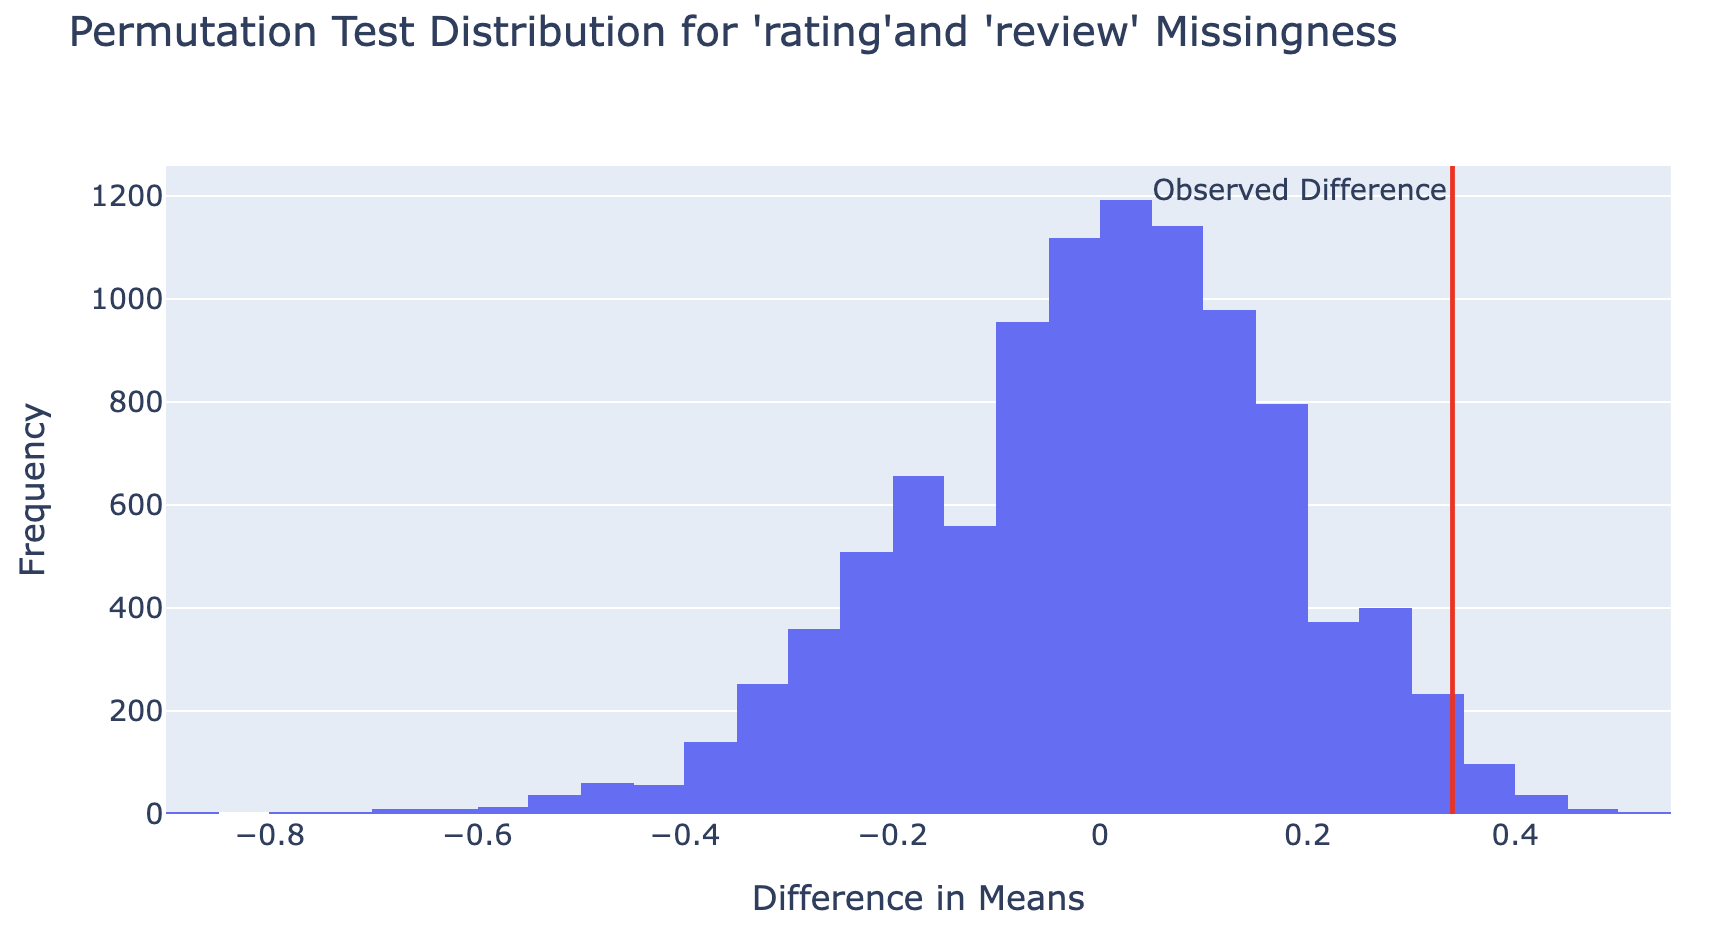 Permutation Test Distribution for 'rating'and 'review' Missingness
Observed Difference
1200
1000
800
600
400
200
0
Frequency
−0.8 −0.6 −0.4 −0.2 0 0.2 0.4
Difference in Means